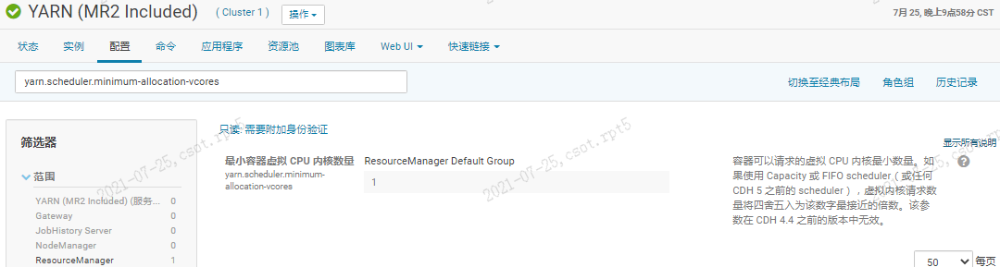 YARN (MR2 Included) ( Cluster 1 ) 操作
7月 25, 晚上9点58分 CST
状态 实例 配置 命令 应用程序 资源池 图表库 Web UI 快速链接
yarn.scheduler.minimum-allocation-vcores
切换至经典布局 角色组 历史记录
筛选器
范围
YARN (MR2 Included) (服务... 0
Gateway 0
JobHistory Server 0
NodeManager 0
ResourceManager 1
只读: 需要附加身份验证
显示所有说明
最小容器虚拟 CPU 内核数量
yarn.scheduler.minimum-
allocation-vcores
ResourceManager Default Group
1
容器可以请求的虚拟 CPU 内核最小数量。如
果使用 Capacity 或 FIFO scheduler（或任何
CDH 5 之前的 scheduler），虚拟内核请求数
量将四舍五入为该数字最接近的倍数。该参
数在 CDH 4.4 之前的版本中无效。
50 每页
2021-07-25,csot.rpt5
2021-07-25,csot.rpt5
2021-07-25,csot.rpt5